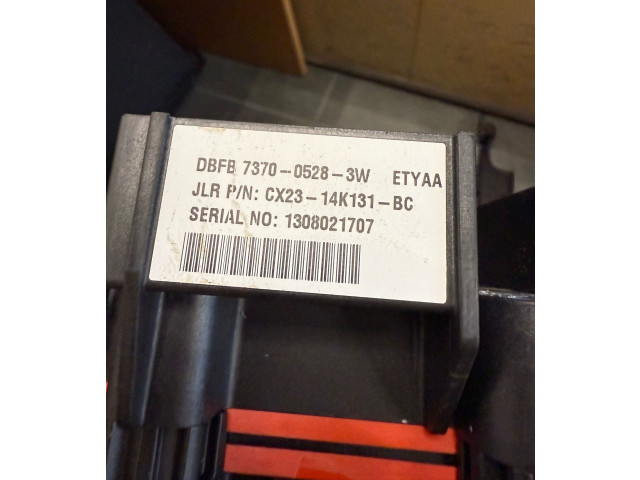 DBFB 7370-0528-3W ETYAA
JLR P/N: CX23-14K131-BC
SERIAL NO: 1308021707